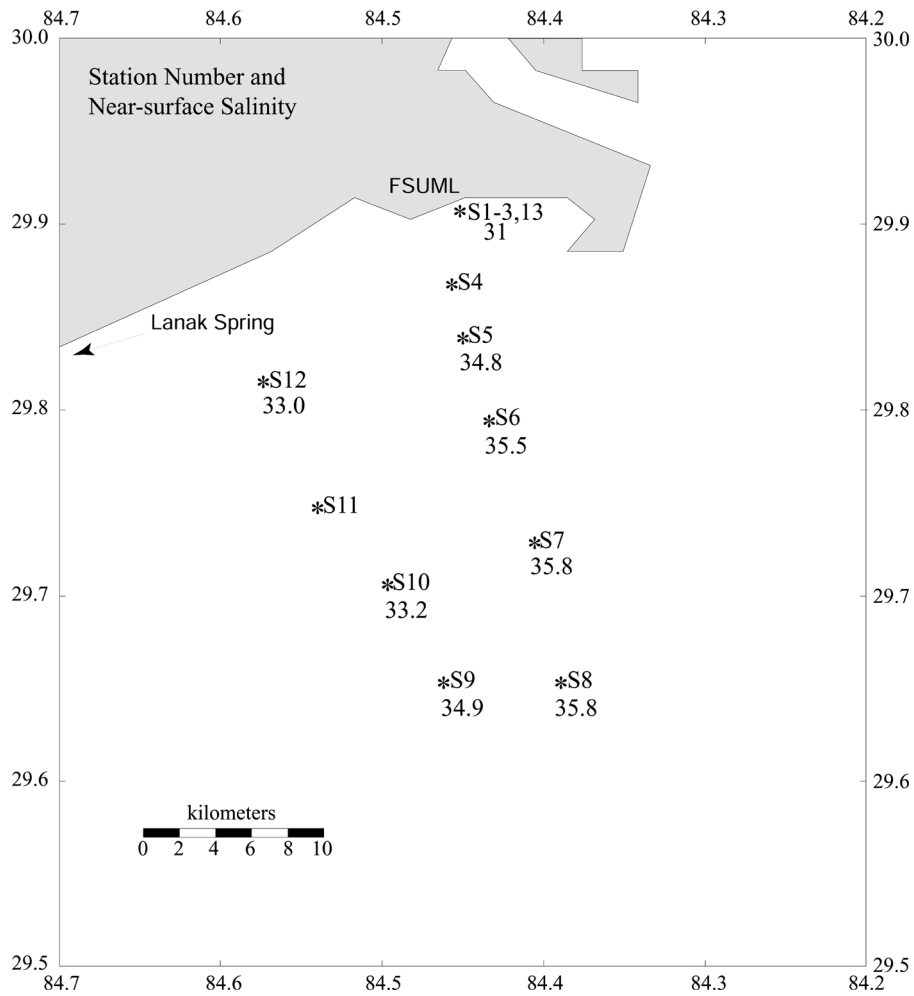 84.7 84.6 84.5 84.4 84.3 84.2
30.0 30.0
Station Number and
Near-surface Salinity
FSUML
*S1-3,13
31
29.9 29.9
*S4
Lanak Spring
*S5
34.8
*S12
33.0
29.8 29.8
*S6
35.5
*S11
*S7
35.8
*S10
33.2
29.7 29.7
*S9 *S8
34.9 35.8
29.6 29.6
kilometers
0 2 4 6 8 10
29.5 29.5
84.7 84.6 84.5 84.4 84.3 84.2